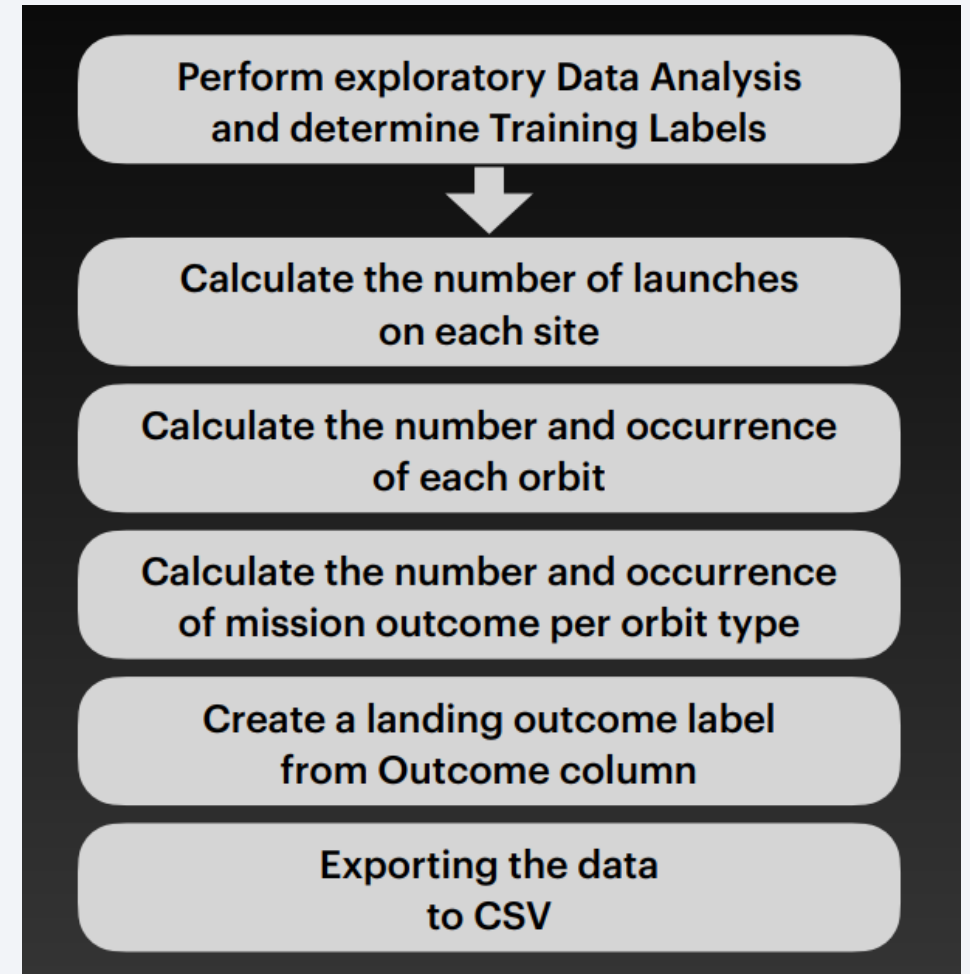 Perform exploratory Data Analysis
and determine Training Labels
Calculate the number of launches
on each site
Calculate the number and occurrence
of each orbit
Calculate the number and occurrence
of mission outcome per orbit type
Create a landing outcome label
from Outcome column
Exporting the data
to CSV